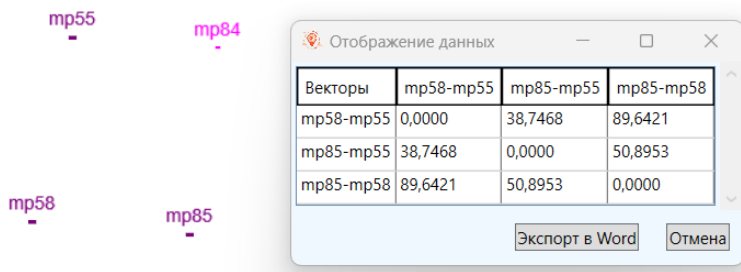 mp55
mp84
mp58
mp85
Отображение данных
Векторы mp58-mp55 mp85-mp55 mp85-mp58
mp58-mp55 0,0000 38,7468 89,6421
mp85-mp55 38,7468 0,0000 50,8953
mp85-mp58 89,6421 50,8953 0,0000
Экспорт в Word Отмена